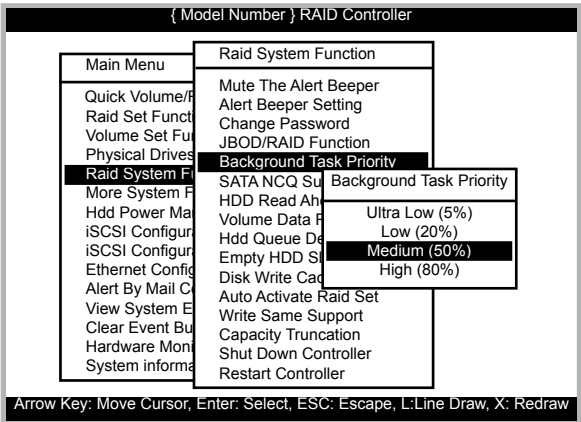 { Model Number } RAID Controller
Main Menu
Quick Volume/
Raid Set Functi
Volume Set Fu
Physical Drives
Raid System F
More System F
Hdd Power Ma
iSCSI Configur
iSCSI Configur
Ethernet Config
Alert By Mail C
View System E
Clear Event Bu
Hardware Moni
System informa
Raid System Function
Mute The Alert Beeper
Alert Beeper Setting
Change Password
JBOD/RAID Function
Background Task Priority
SATA NCQ Su
HDD Read Ah
Volume Data
Hdd Queue De
Empty HDD Sl
Disk Write Cac
Auto Activate Raid Set
Write Same Support
Capacity Truncation
Shut Down Controller
Restart Controller
Background Task Priority
Ultra Low (5%)
Low (20%)
Medium (50%)
High (80%)
Arrow Key: Move Cursor, Enter: Select, ESC: Escape, L:Line Draw, X: Redraw